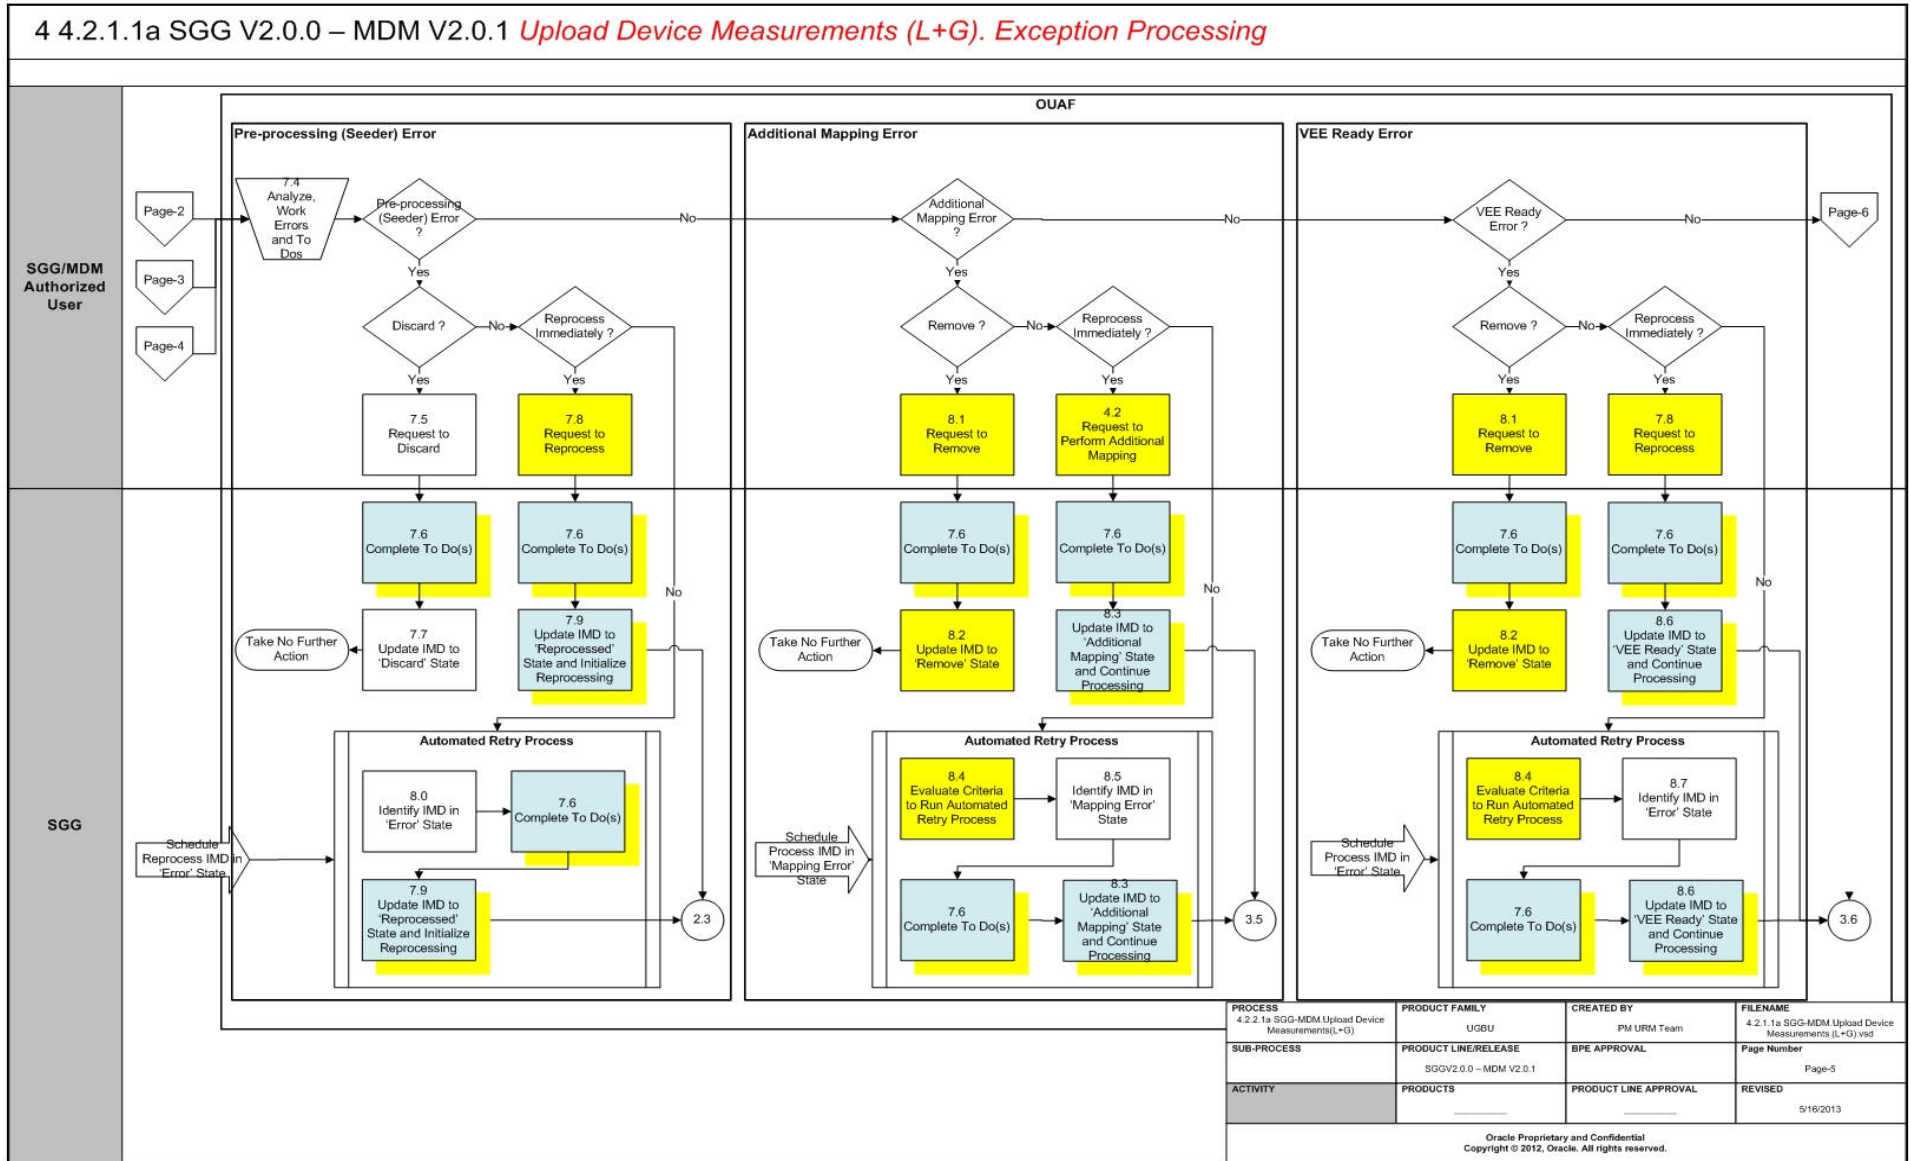 4 4.2.1.1a SGG V2.0.0 – MDM V2.0.1 Upload Device Measurements (L+G). Exception Processing
OUAF
SGG/MDM
Authorized
User
SGG
Page-2
Page-3
Page-4
Pre-processing (Seeder) Error
7.4
Analyze,
Work
Errors
and To
Dos
Pre-processing
(Seeder) Error
?
No
Yes
Discard ?
No
Reprocess
Immediately ?
Yes
Yes
7.5
Request to
Discard
7.8
Request to
Reprocess
7.6
Complete To Do(s)
7.6
Complete To Do(s)
No
Take No Further
Action
7.7
Update IMD to
'Discard' State
7.9
Update IMD to
'Reprocessed'
State and Initialize
Reprocessing
Automated Retry Process
8.0
Identify IMD in
'Error' State
7.6
Complete To Do(s)
Schedule
Reprocess IMD in
'Error' State
7.9
Update IMD to
'Reprocessed'
State and Initialize
Reprocessing
2.3
Additional Mapping Error
Additional
Mapping Error
?
No
Yes
Remove ?
No
Reprocess
Immediately ?
Yes
Yes
8.1
Request to
Remove
4.2
Request to
Perform Additional
Mapping
7.6
Complete To Do(s)
7.6
Complete To Do(s)
No
Take No Further
Action
8.2
Update IMD to
'Remove' State
8.3
Update IMD to
'Additional
Mapping' State
and Continue
Processing
Automated Retry Process
8.4
Evaluate Criteria
to Run Automated
Retry Process
8.5
Identify IMD in
'Mapping Error'
State
Schedule
Process IMD in
'Mapping Error'
State
7.6
Complete To Do(s)
8.3
Update IMD to
'Additional
Mapping' State
and Continue
Processing
3.5
VEE Ready Error
VEE Ready
Error ?
No
Page-6
Yes
Remove ?
No
Reprocess
Immediately ?
Yes
Yes
8.1
Request to
Remove
7.8
Request to
Reprocess
7.6
Complete To Do(s)
7.6
Complete To Do(s)
No
Take No Further
Action
8.2
Update IMD to
'Remove' State
8.6
Update IMD to
'VEE Ready' State
and Continue
Processing
Automated Retry Process
8.4
Evaluate Criteria
to Run Automated
Retry Process
8.7
Identify IMD in
'Error' State
Schedule
Process IMD in
'Error' State
7.6
Complete To Do(s)
8.6
Update IMD to
'VEE Ready' State
and Continue
Processing
3.6
PROCESS
4.2.2.1a SGG-MDM.Upload Device
Measurements(L+G)
PRODUCT FAMILY
UGBU
CREATED BY
PM URM Team
FILENAME
4.2.1.1a SGG-MDM.Upload Device
Measurements (L+G).vsd
SUB-PROCESS
PRODUCT LINE/RELEASE
SGGV2.0.0 – MDM V2.0.1
BPE APPROVAL
Page Number
Page-5
ACTIVITY
PRODUCTS
PRODUCT LINE APPROVAL
REVISED
5/16/2013
Oracle Proprietary and Confidential
Copyright © 2012, Oracle. All rights reserved.